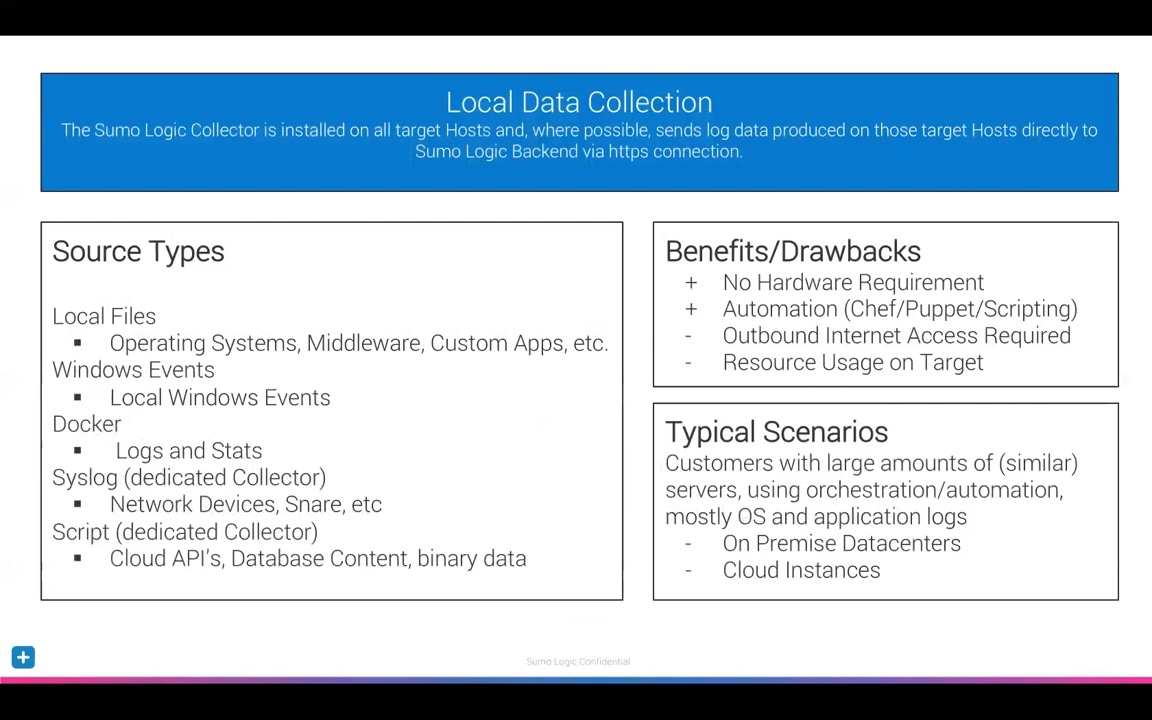 Local Data Collection
The Sumo Logic Collector is installed on all target Hosts and, where possible, sends log data produced on those target Hosts directly to
Sumo Logic Backend via https connection.
Source Types
Local Files
▪ Operating Systems, Middleware, Custom Apps, etc.
Windows Events
▪ Local Windows Events
Docker
▪ Logs and Stats
Syslog (dedicated Collector)
▪ Network Devices, Snare, etc
Script (dedicated Collector)
▪ Cloud API's, Database Content, binary data
Benefits/Drawbacks
+ No Hardware Requirement
+ Automation (Chef/Puppet/Scripting)
- Outbound Internet Access Required
- Resource Usage on Target
Typical Scenarios
Customers with large amounts of (similar)
servers, using orchestration/automation,
mostly OS and application logs
- On Premise Datacenters
- Cloud Instances
Sumo Logic Confidential